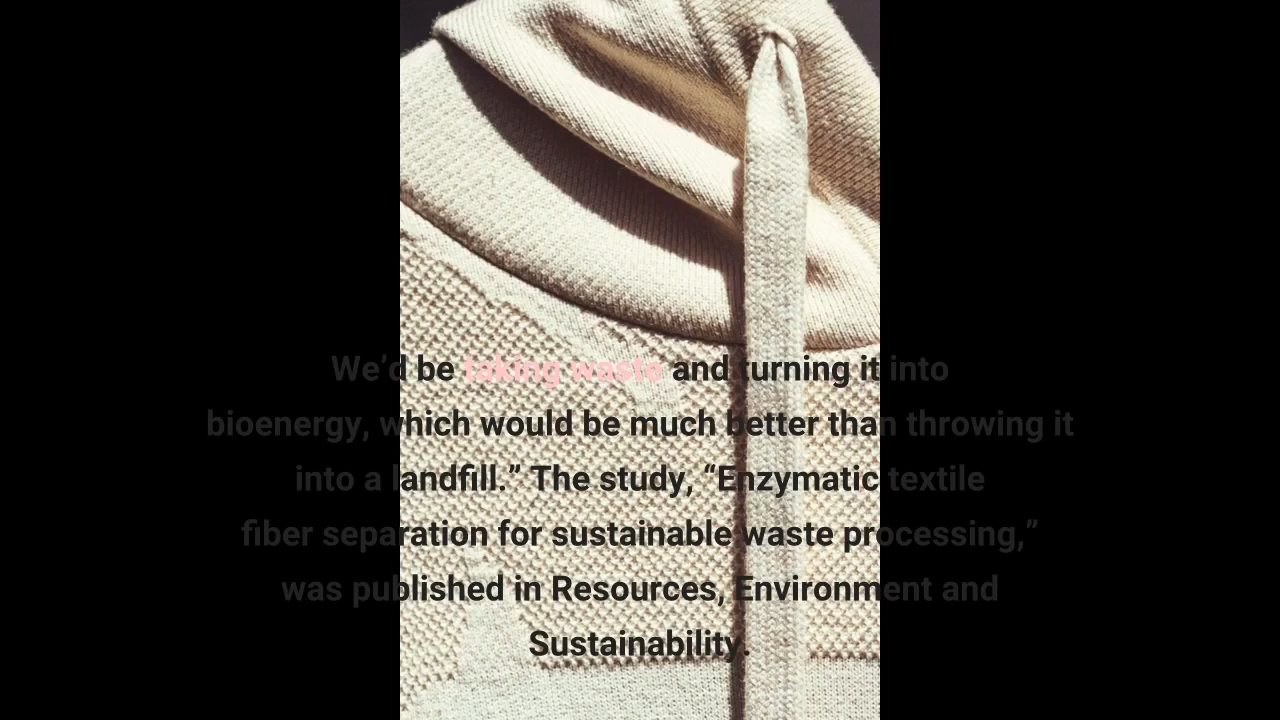 We’d be taking waste and turning it into
bioenergy, which would be much better than throwing it
into a landfill.” The study, “Enzymatic textile
fiber separation for sustainable waste processing,”
was published in Resources, Environment and
Sustainability.